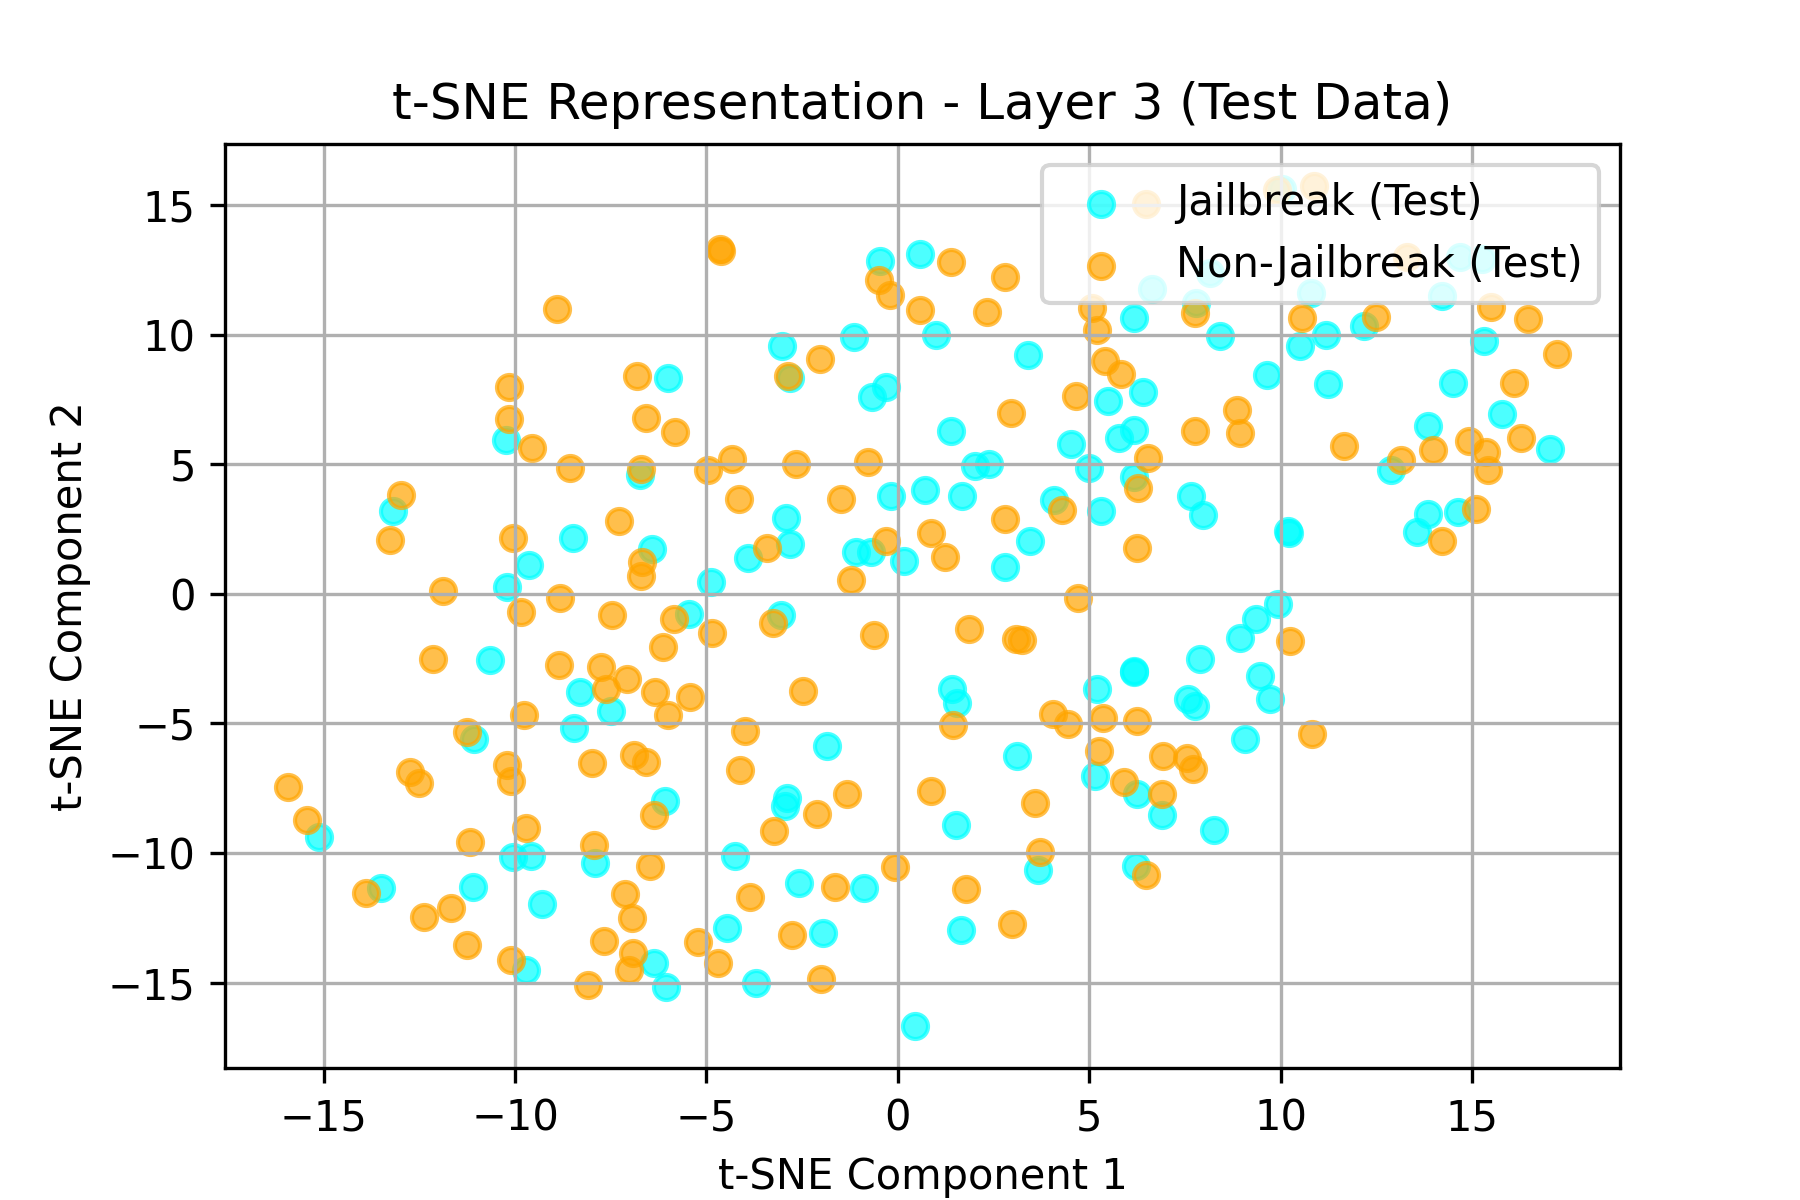 t-SNE Representation - Layer 3 (Test Data)
Jailbreak (Test)
Non-Jailbreak (Test)
t-SNE Component 2
15
10
5
0
−5
−10
−15
−15 −10 −5 0 5 10 15
t-SNE Component 1